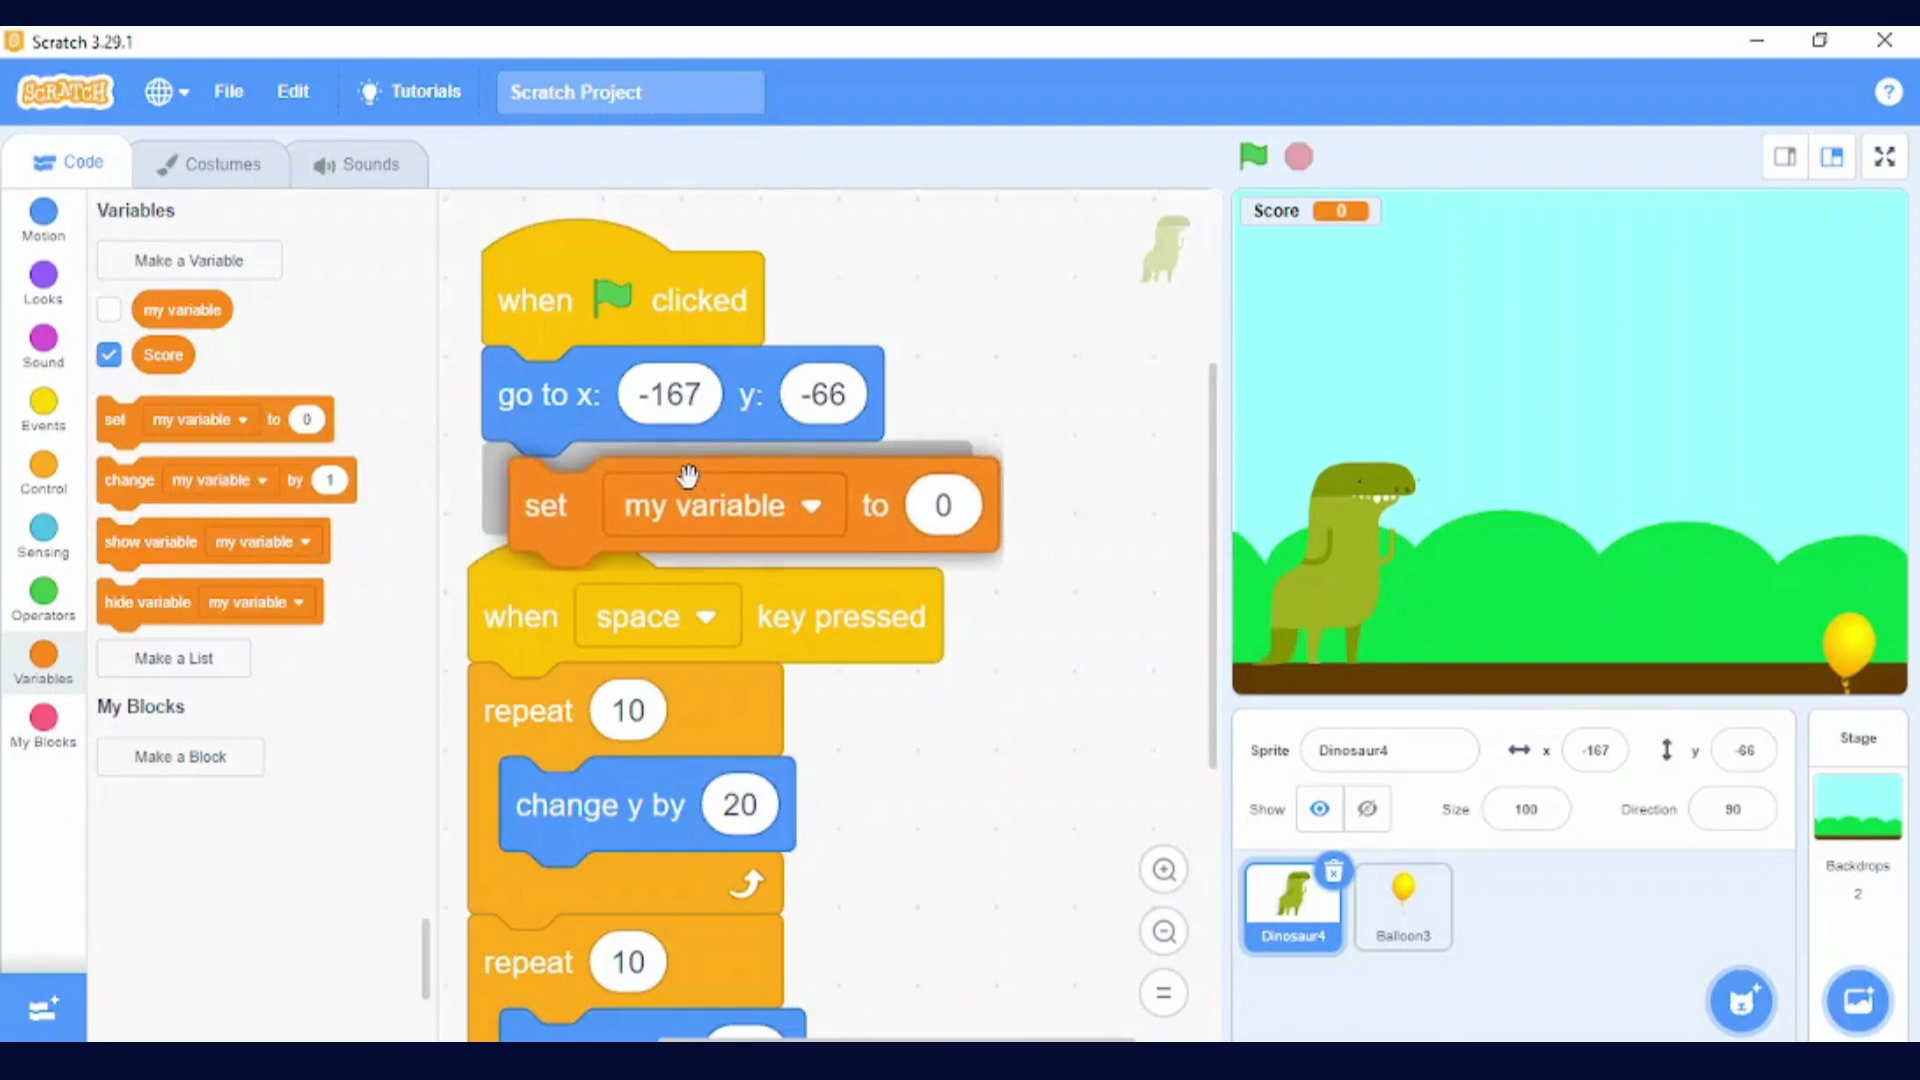 Scratch 3.29.1
SCRATCH
File
Edit
Tutorials
Scratch Project
?
Code
Costumes
Sounds
Motion
Looks
Sound
Events
Control
Sensing
Operators
Variables
My Blocks
Variables
Make a Variable
my variable
Score
set my variable to 0
change my variable by 1
show variable my variable
hide variable my variable
Make a List
My Blocks
Make a Block
when clicked
go to x: -167 y: -66
set my variable to 0
when space key pressed
repeat 10
change y by 20
repeat 10
Score 0
Sprite Dinosaur4 x -167 y -66
Show Size 100 Direction 90
Dinosaur4
Balloon3
Stage
Backdrops
2